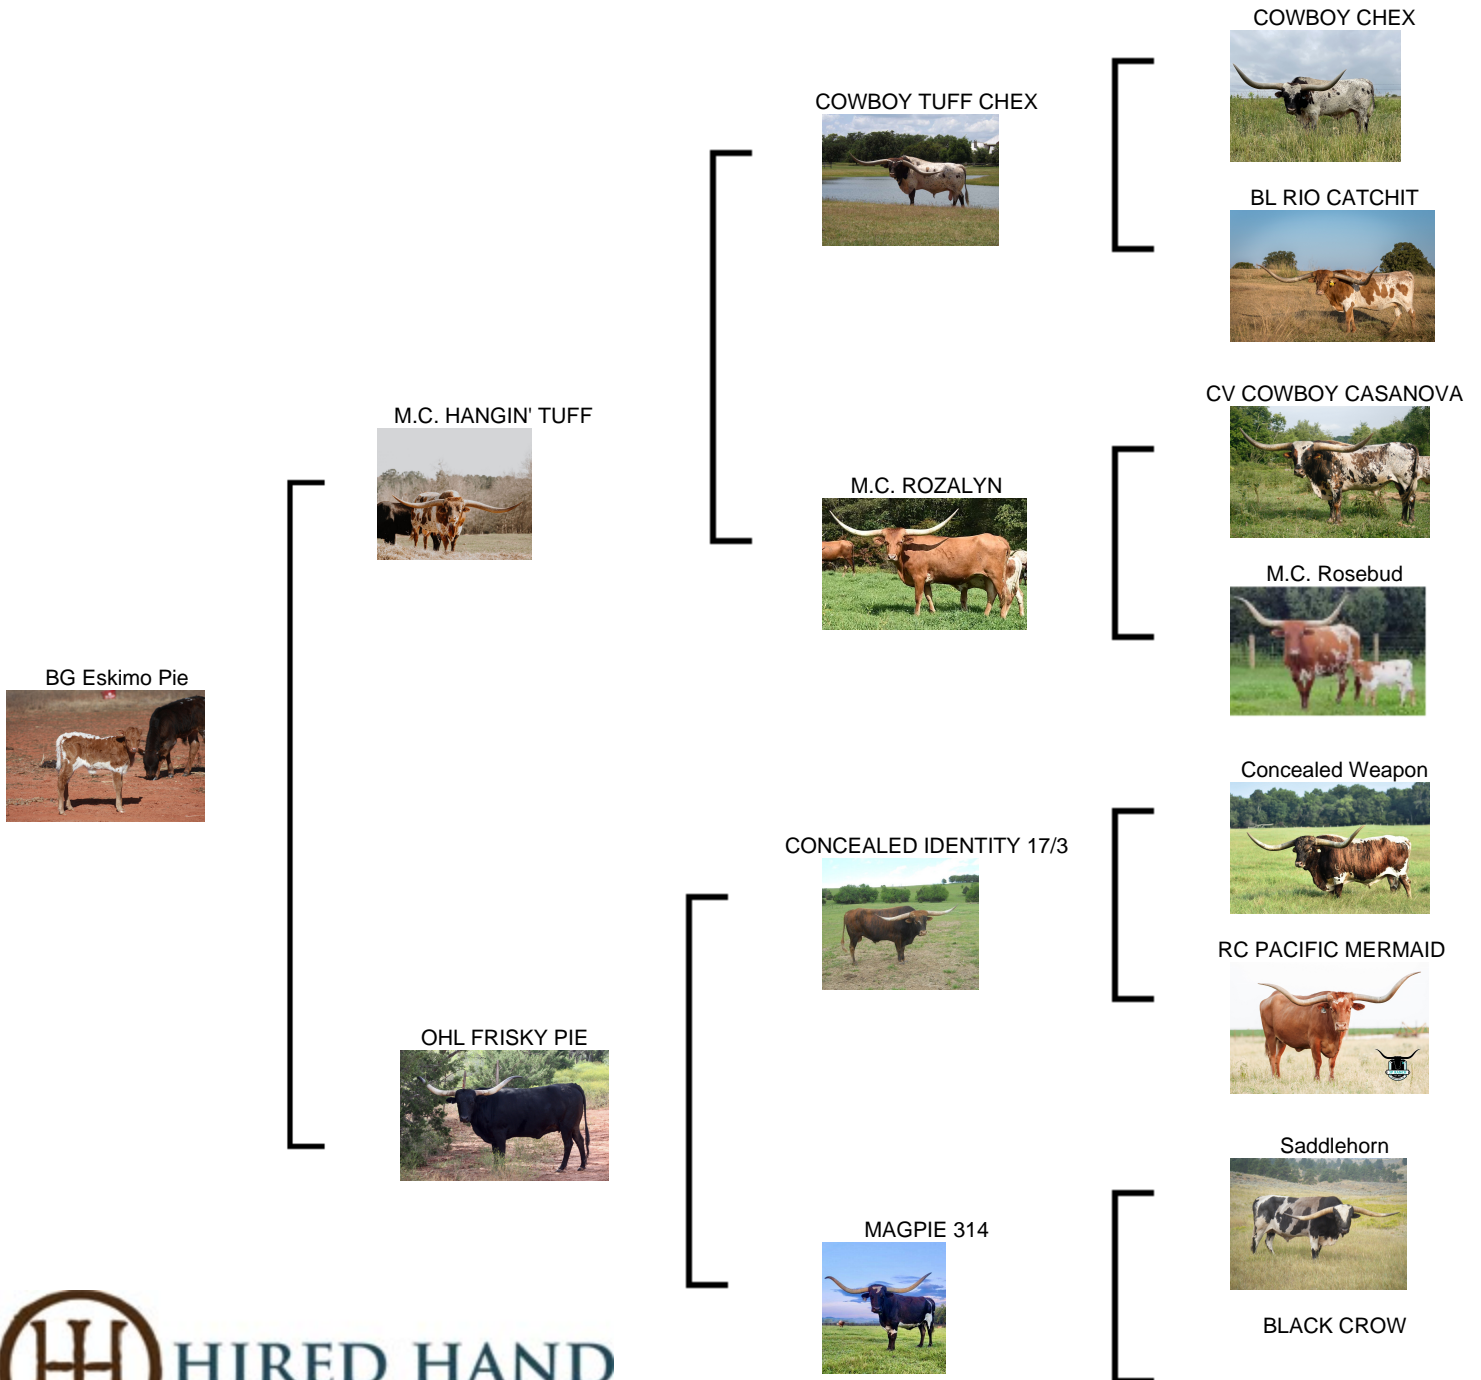 COWBOY CHEX
COWBOY TUFF CHEX
BL RIO CATCHIT
CV COWBOY CASANOVA
M.C. HANGIN' TUFF
M.C. ROZALYN
M.C. Rosebud
BG Eskimo Pie
Concealed Weapon
CONCEALED IDENTITY 17/3
RC PACIFIC MERMAID
OHL FRISKY PIE
Saddlehorn
MAGPIE 314
BLACK CROW
HIRED HAND